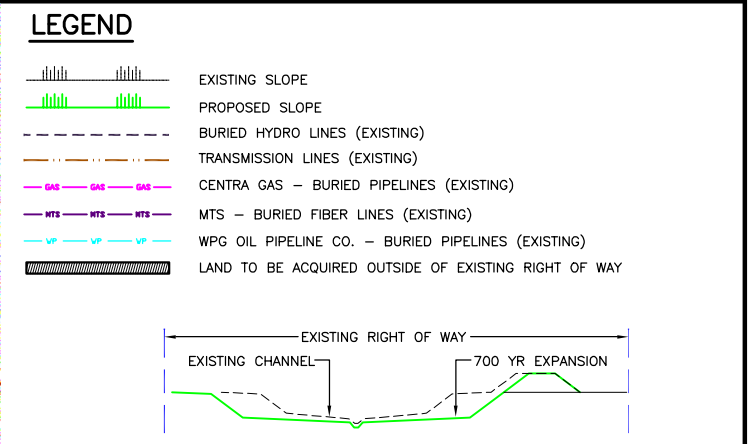 LEGEND
EXISTING SLOPE
PROPOSED SLOPE
BURIED HYDRO LINES (EXISTING)
TRANSMISSION LINES (EXISTING)
GAS GAS GAS CENTRA GAS – BURIED PIPELINES (EXISTING)
MTS MTS MTS MTS – BURIED FIBER LINES (EXISTING)
WP WP WP WPG OIL PIPELINE CO. – BURIED PIPELINES (EXISTING)
LAND TO BE ACQUIRED OUTSIDE OF EXISTING RIGHT OF WAY
EXISTING RIGHT OF WAY
EXISTING CHANNEL 700 YR EXPANSION